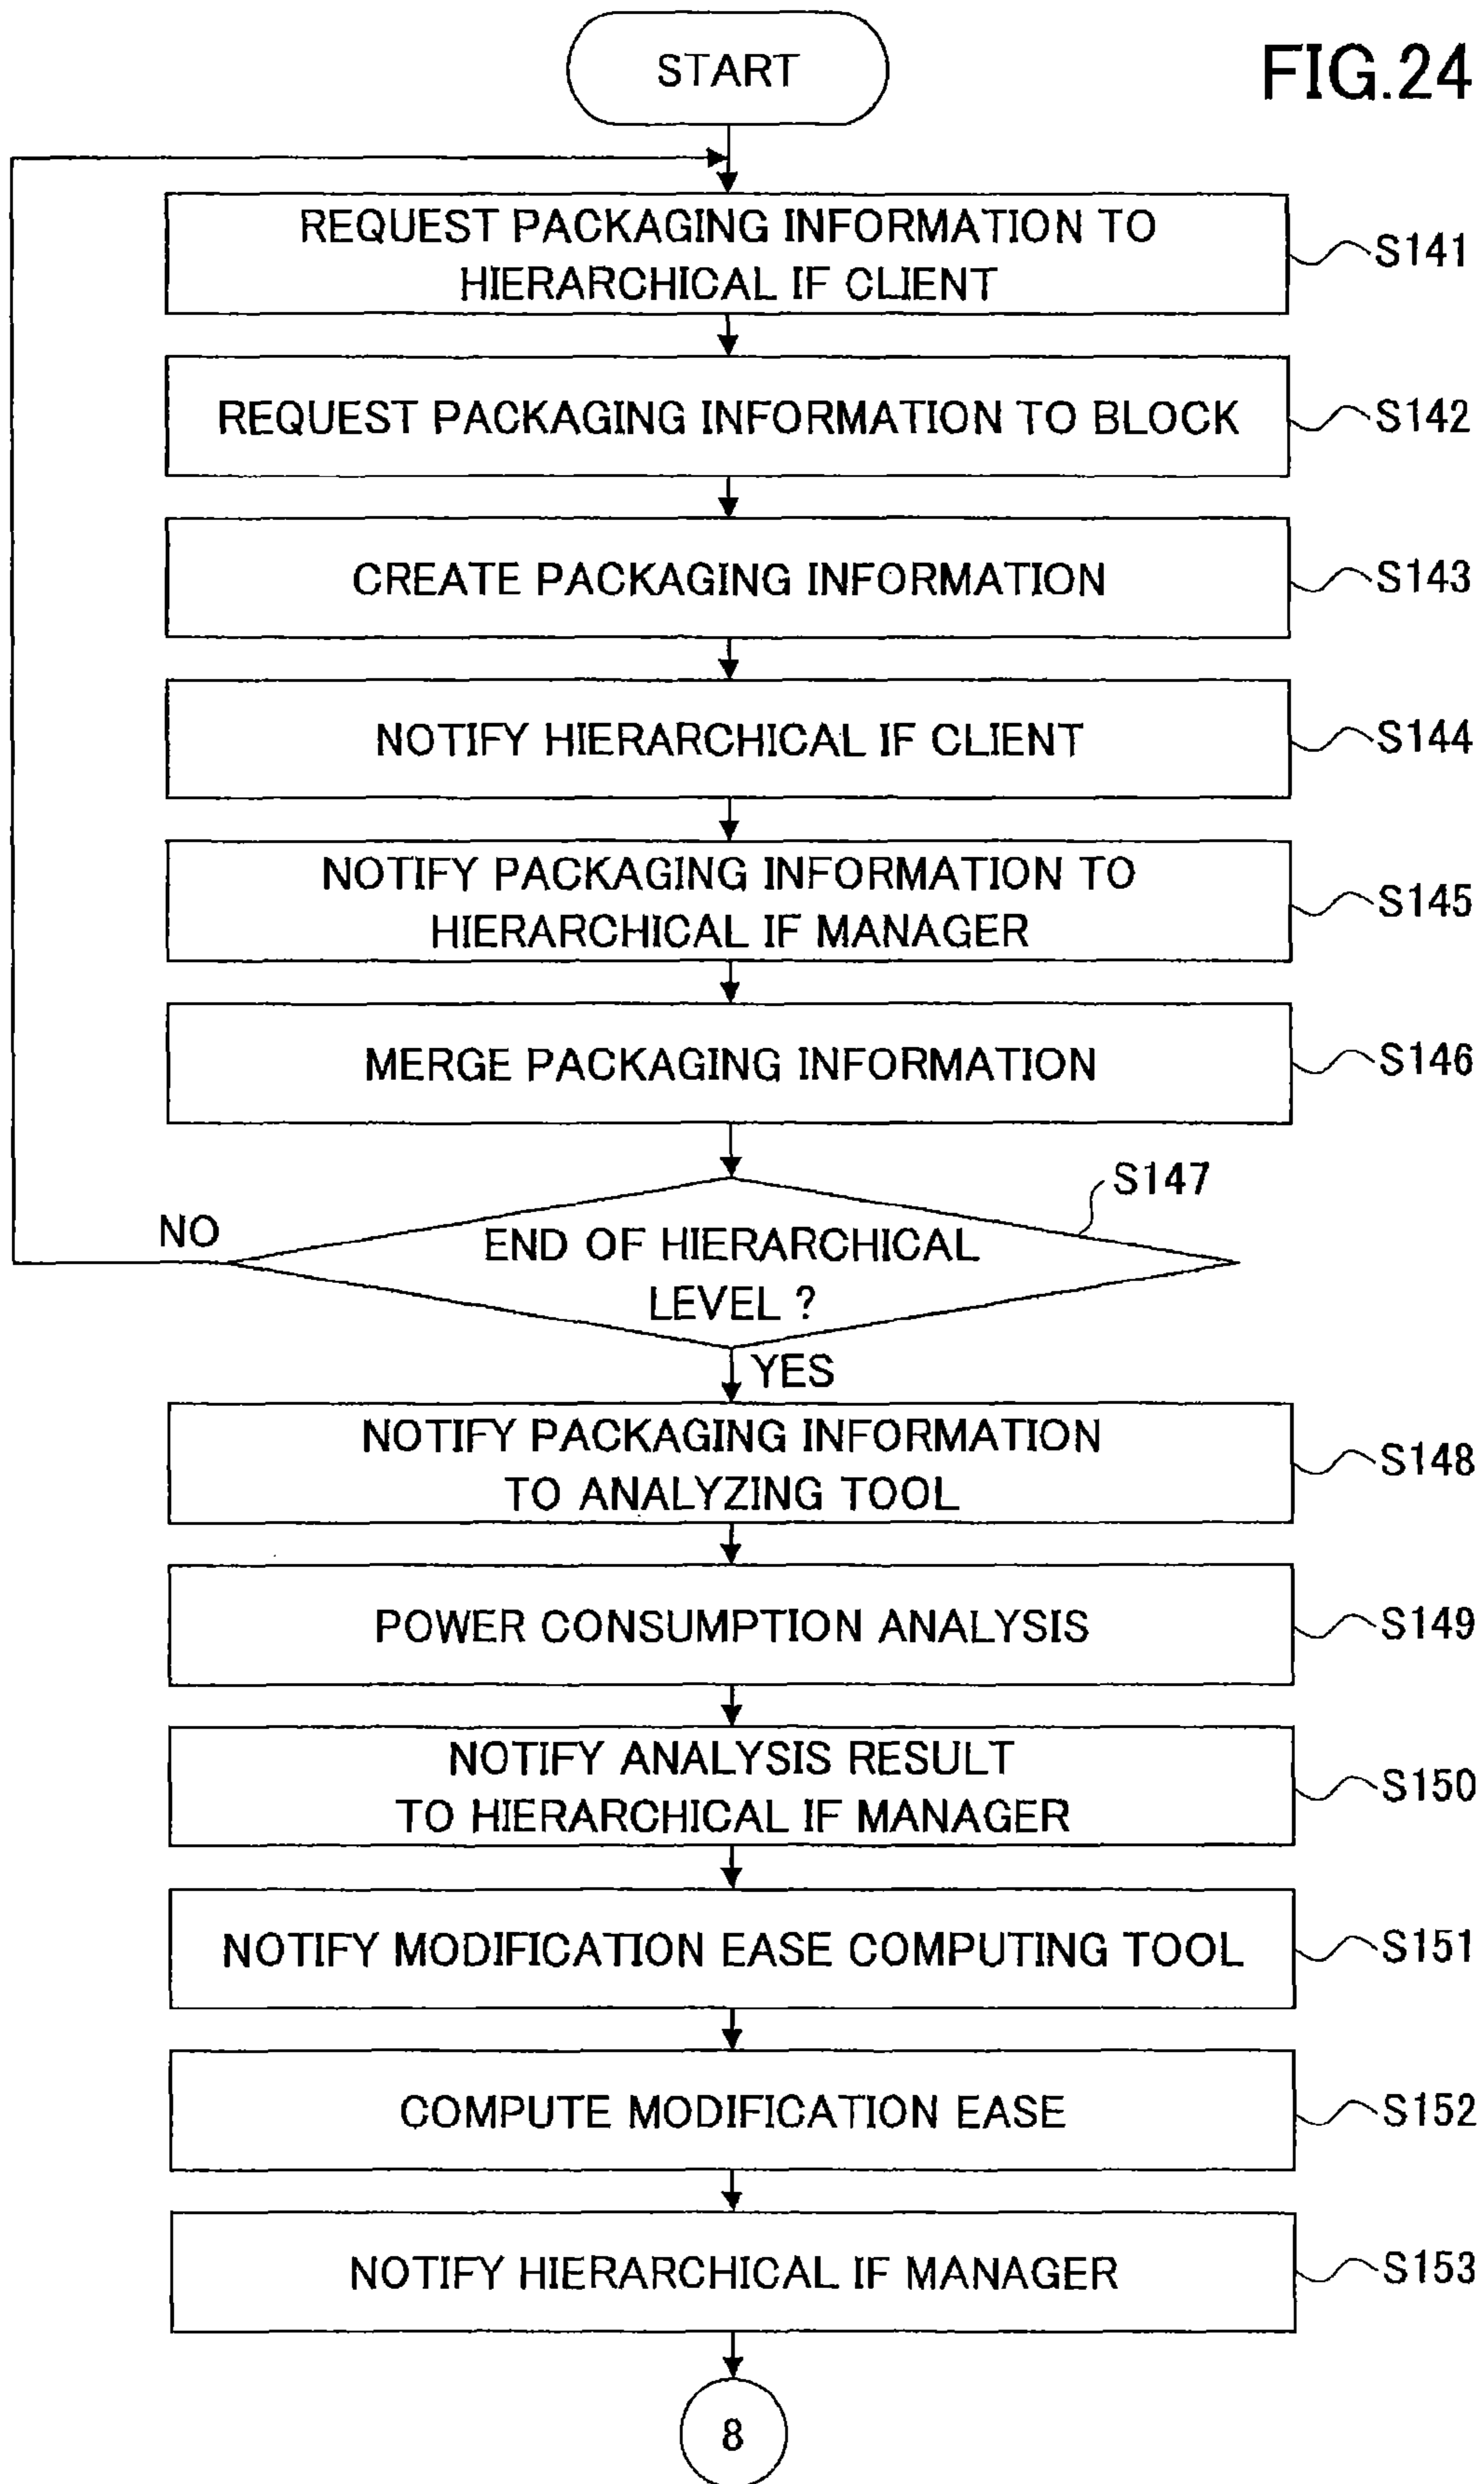 START
FIG.24
REQUEST PACKAGING INFORMATION TO
HIERARCHICAL IF CLIENT
S141
REQUEST PACKAGING INFORMATION TO BLOCK
S142
CREATE PACKAGING INFORMATION
S143
NOTIFY HIERARCHICAL IF CLIENT
S144
NOTIFY PACKAGING INFORMATION TO
HIERARCHICAL IF MANAGER
S145
MERGE PACKAGING INFORMATION
S146
S147
NO
END OF HIERARCHICAL
LEVEL ?
YES
NOTIFY PACKAGING INFORMATION
TO ANALYZING TOOL
S148
POWER CONSUMPTION ANALYSIS
S149
NOTIFY ANALYSIS RESULT
TO HIERARCHICAL IF MANAGER
S150
NOTIFY MODIFICATION EASE COMPUTING TOOL
S151
COMPUTE MODIFICATION EASE
S152
NOTIFY HIERARCHICAL IF MANAGER
S153
8